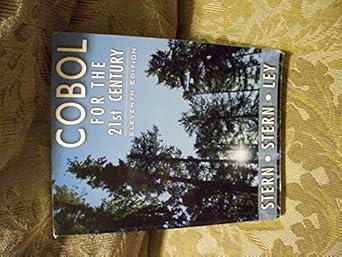 COBOL
FOR THE
21st CENTURY
ELEVENTH EDITION
STERN • STERN • LEY